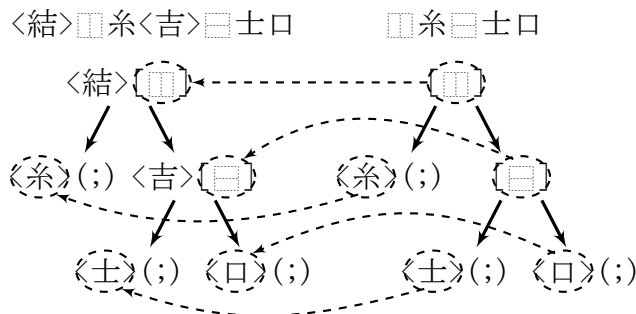 <結>⿰糸<吉>⿱士口 ⿰糸⿱士口
<結>[⿰] [⿰]
<糸>(;) <吉>[⿱] <糸>(;) [⿱]
<士>(;) <口>(;) <士>(;) <口>(;)